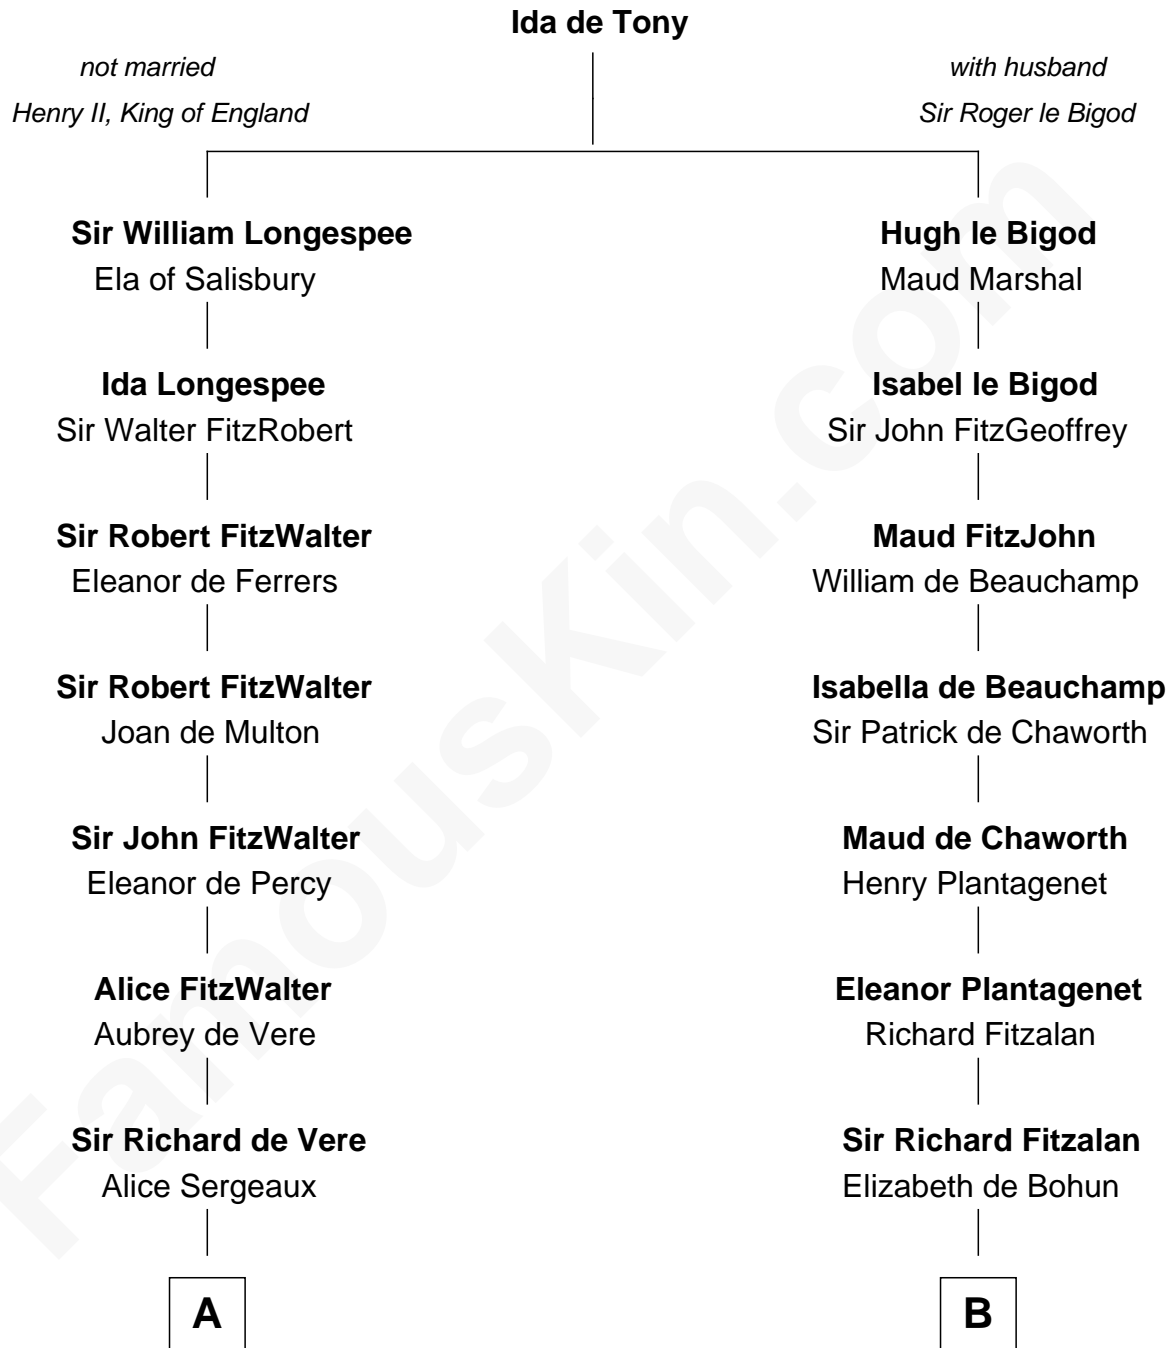 Ida de Tony
not married
with husband
Henry II, King of England
Sir Roger le Bigod
Sir William Longespee
Hugh le Bigod
Ela of Salisbury
Maud Marshal
Ida Longespee
Isabel le Bigod
Sir Walter FitzRobert
Sir John FitzGeoffrey
Sir Robert FitzWalter
Maud FitzJohn
Eleanor de Ferrers
William de Beauchamp
Sir Robert FitzWalter
Isabella de Beauchamp
Joan de Multon
Sir Patrick de Chaworth
Sir John FitzWalter
Maud de Chaworth
Eleanor de Percy
Henry Plantagenet
Alice FitzWalter
Eleanor Plantagenet
Aubrey de Vere
Richard Fitzalan
Sir Richard de Vere
Sir Richard Fitzalan
Alice Sergeaux
Elizabeth de Bohun
A
B
FamousKin.com